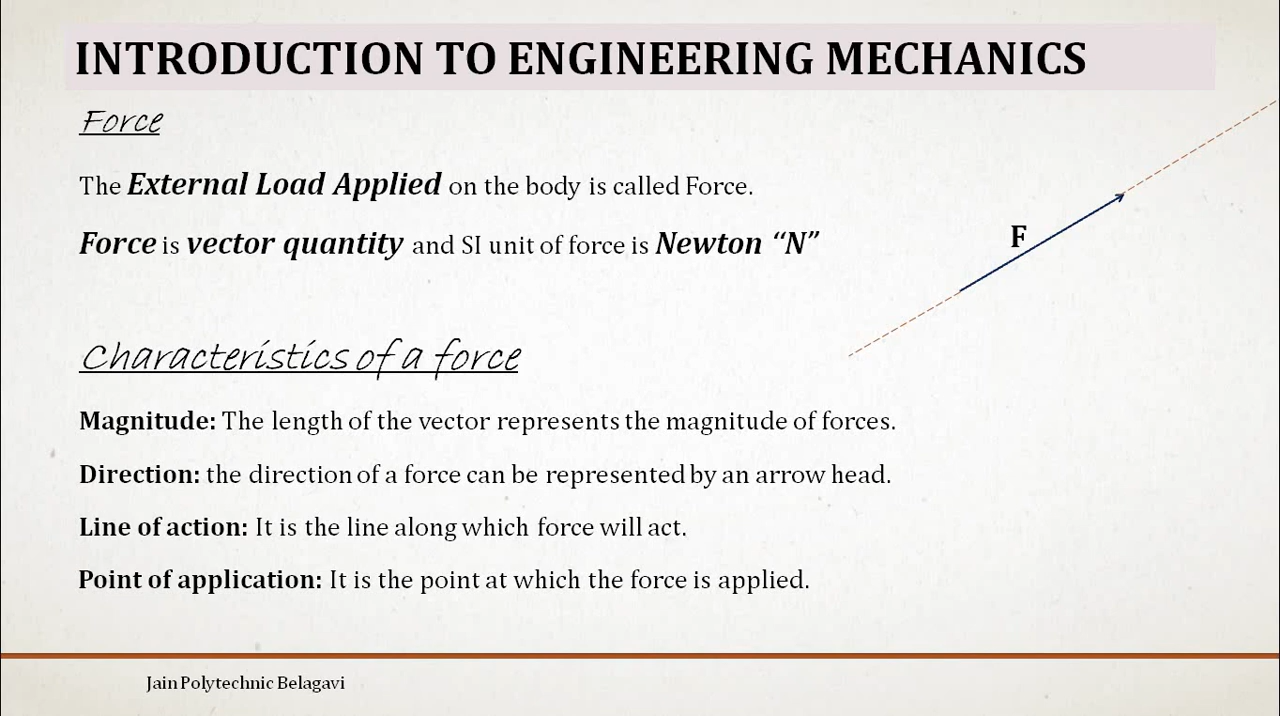 INTRODUCTION TO ENGINEERING MECHANICS
Force
The External Load Applied on the body is called Force.
Force is vector quantity and SI unit of force is Newton “N”
F
Characteristics of a force
Magnitude: The length of the vector represents the magnitude of forces.
Direction: the direction of a force can be represented by an arrow head.
Line of action: It is the line along which force will act.
Point of application: It is the point at which the force is applied.
Jain Polytechnic Belagavi